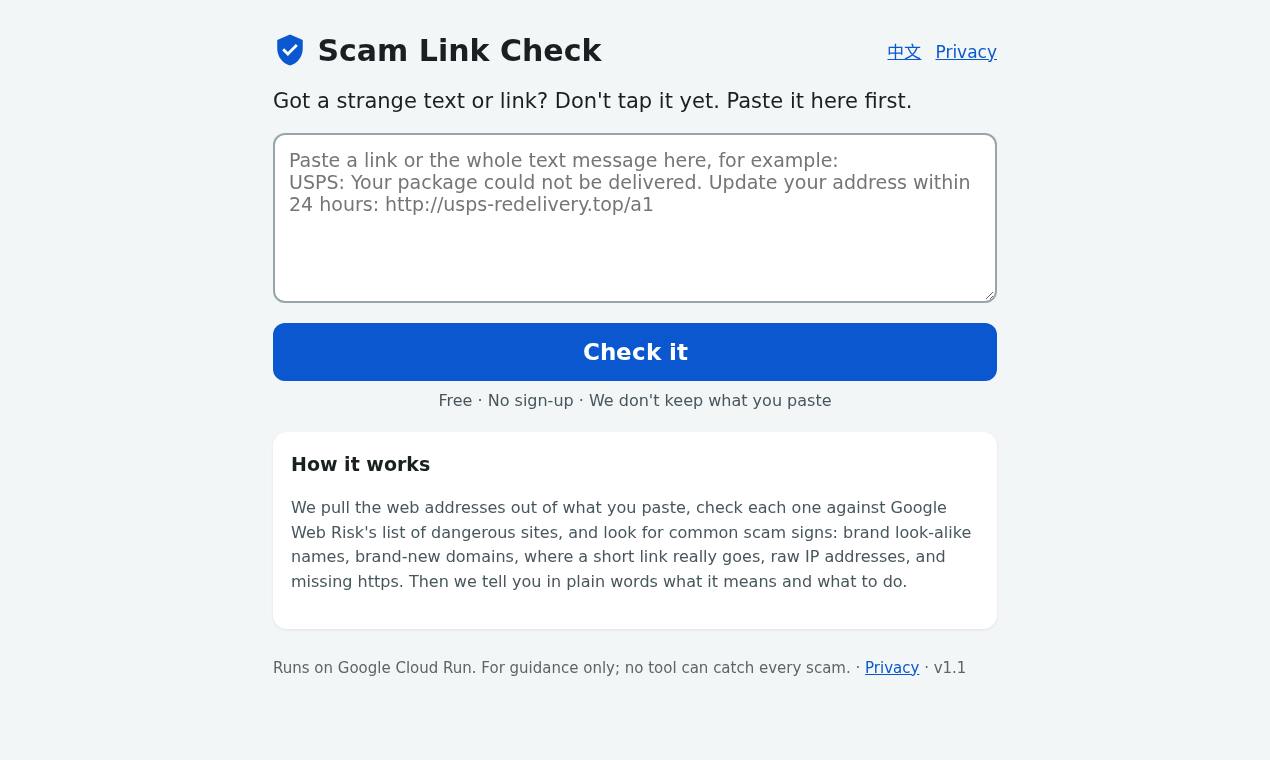 Scam Link Check
中文 Privacy
Got a strange text or link? Don't tap it yet. Paste it here first.
Paste a link or the whole text message here, for example:
USPS: Your package could not be delivered. Update your address within
24 hours: http://usps-redelivery.top/a1
Check it
Free · No sign-up · We don't keep what you paste
How it works
We pull the web addresses out of what you paste, check each one against Google
Web Risk's list of dangerous sites, and look for common scam signs: brand look-alike
names, brand-new domains, where a short link really goes, raw IP addresses, and
missing https. Then we tell you in plain words what it means and what to do.
Runs on Google Cloud Run. For guidance only; no tool can catch every scam. · Privacy · v1.1